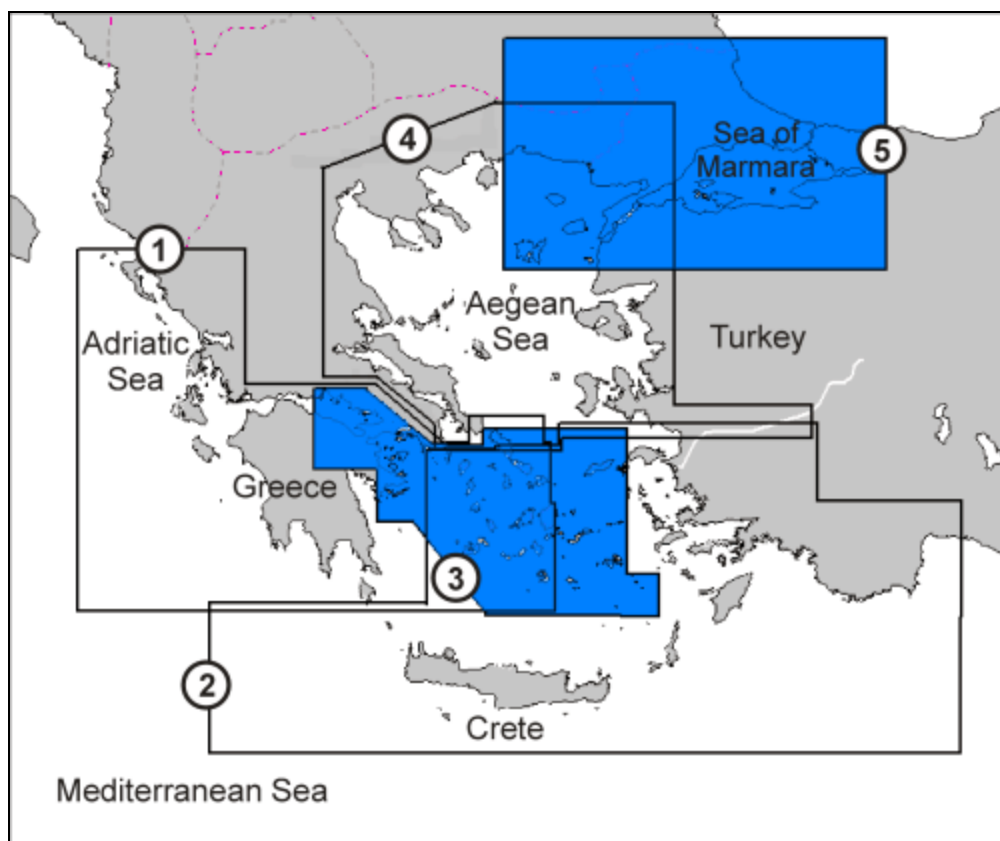 4
Sea of
Marmara
5
1
Adriatic
Sea
Aegean
Sea
Turkey
Greece
3
2
Crete
Mediterranean Sea